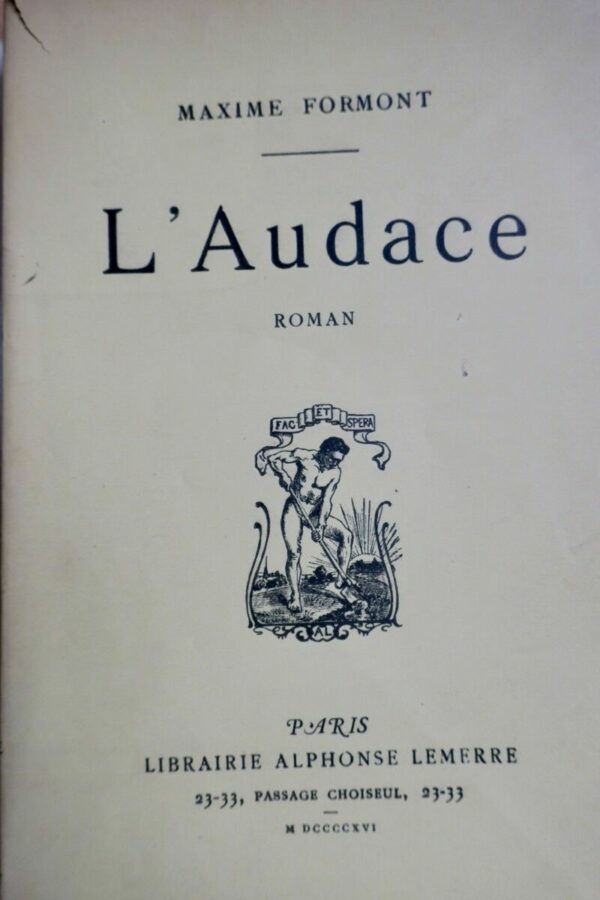 MAXIME FORMONT
L'Audace
ROMAN
FAC ET SPERA
AL
PARIS
LIBRAIRIE ALPHONSE LEMERRE
23-33, PASSAGE CHOISEUL, 23-33
M DCCCCXVI